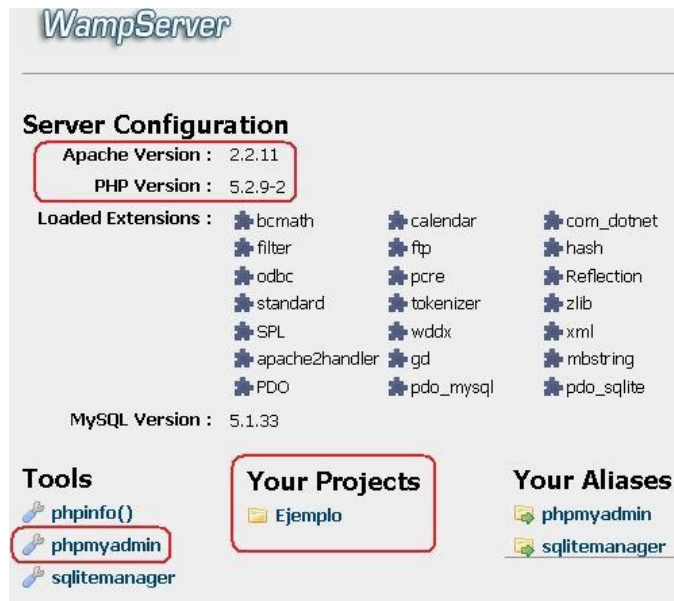 WampServer
Server Configuration
Apache Version : 2.2.11
PHP Version : 5.2.9-2
Loaded Extensions : bcmath calendar com_dotnet
filter ftp hash
odbc pcre Reflection
standard tokenizer zlib
SPL wddx xml
apache2handler gd mbstring
PDO pdo_mysql pdo_sqlite
MySQL Version : 5.1.33
Tools
phpinfo()
phpmyadmin
sqlitemanager
Your Projects
Ejemplo
Your Aliases
phpmyadmin
sqlitemanager